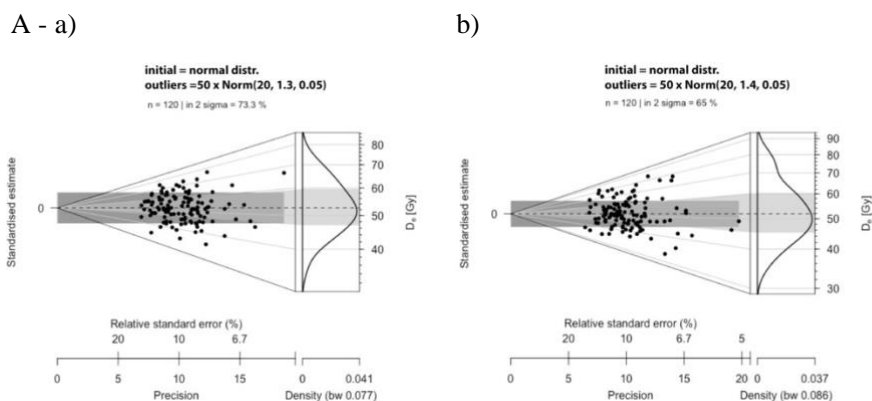 A - a)
initial = normal distr.
outliers =50 x Norm(20, 1.3, 0.05)
n = 120 | in 2 sigma = 73.3 %
Standardised estimate
0
80
70
60
50
40
Dₑ [Gy]
Relative standard error (%)
20 10 6.7
0 5 10 15
Precision
0 0.041
Density (bw 0.077)
b)
initial = normal distr.
outliers = 50 x Norm(20, 1.4, 0.05)
n = 120 | in 2 sigma = 65 %
Standardised estimate
0
90
80
70
60
50
40
30
Dₑ [Gy]
Relative standard error (%)
20 10 6.7 5
0 5 10 15 20
Precision
0 0.037
Density (bw 0.086)